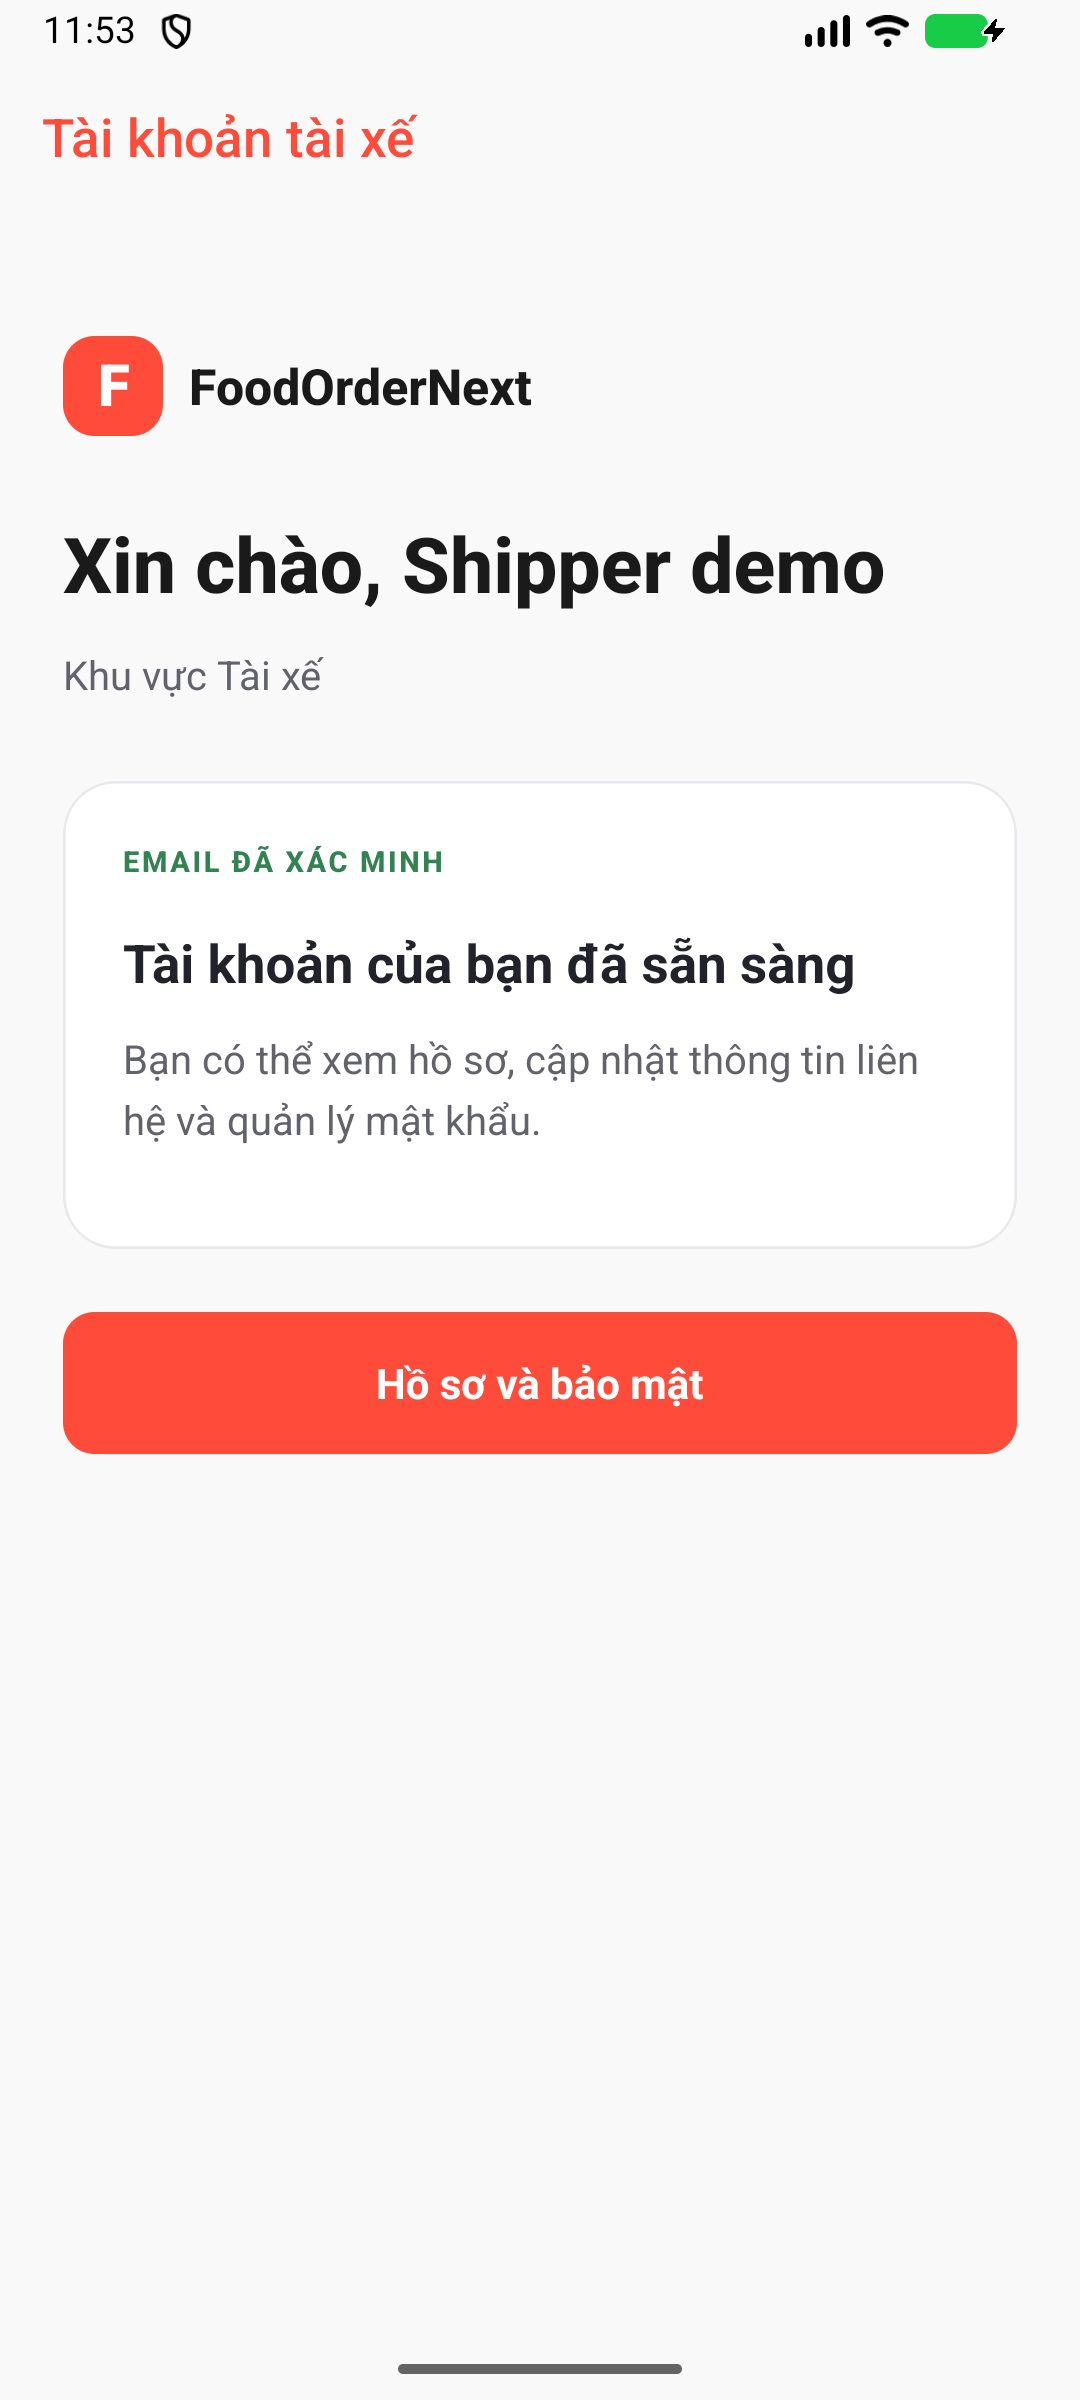 11:53
Tài khoản tài xế
F FoodOrderNext
Xin chào, Shipper demo
Khu vực Tài xế
EMAIL ĐÃ XÁC MINH
Tài khoản của bạn đã sẵn sàng
Bạn có thể xem hồ sơ, cập nhật thông tin liên
hệ và quản lý mật khẩu.
Hồ sơ và bảo mật